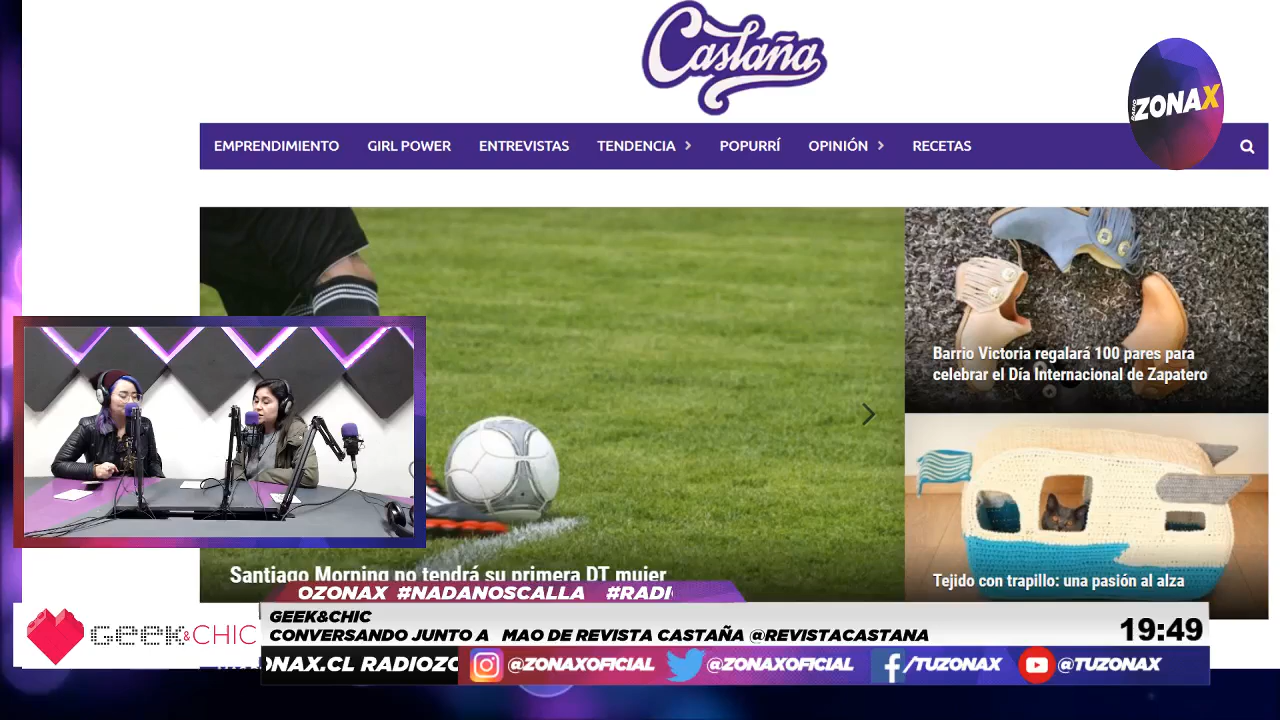 Castaña
RADIO ZONAX
EMPRENDIMIENTO GIRL POWER ENTREVISTAS TENDENCIA POPURRÍ OPINIÓN RECETAS
Barrio Victoria regalará 100 pares para
celebrar el Día Internacional de Zapatero
Santiago Morning no tendrá su primera DT mujer
Tejido con trapillo: una pasión al alza
OZONAX #NADANOSCALLA #RADI
GEEK&CHIC
GEEK&CHIC
CONVERSANDO JUNTO A MAO DE REVISTA CASTAÑA @REVISTACASTANA
19:49
ONAX.CL RADIOZO
@ZONAXOFICIAL @ZONAXOFICIAL /TUZONAX @TUZONAX